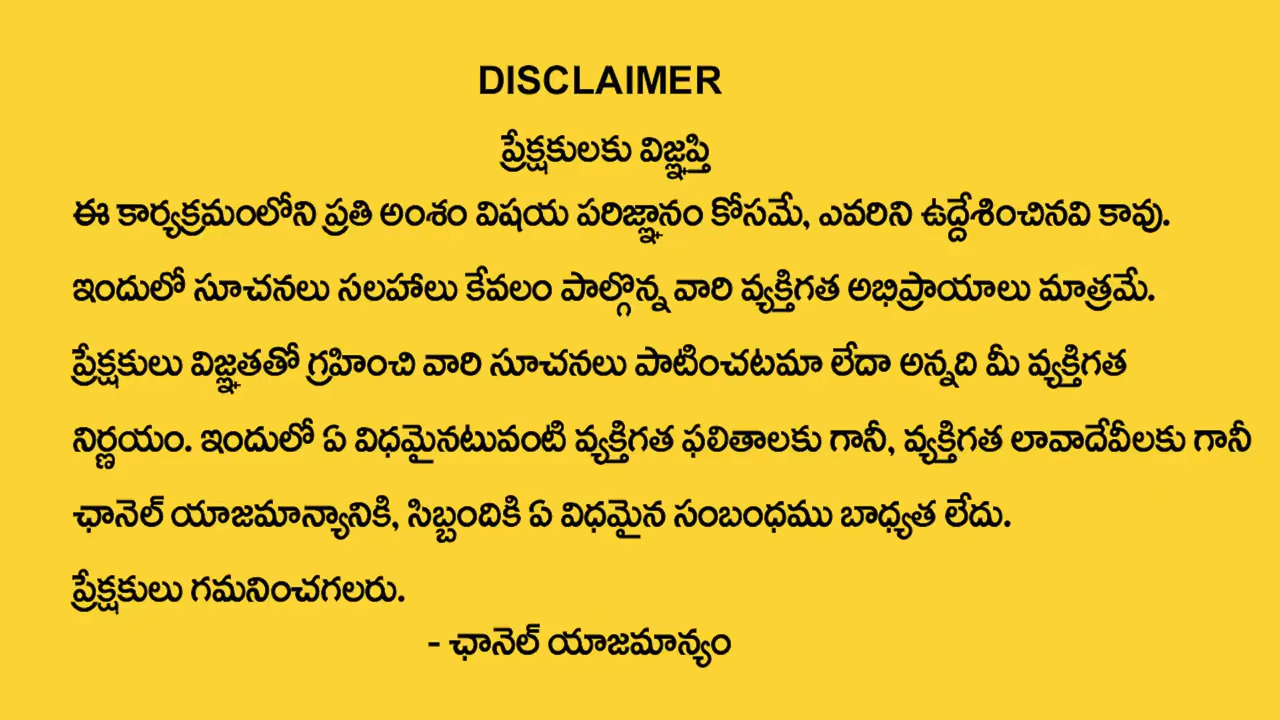 DISCLAIMER
ప్రేక్షకులకు విజ్ఞప్తి
ఈ కార్యక్రమంలోని ప్రతి అంశం విషయ పరిజ్ఞానం కోసమే, ఎవరిని ఉద్దేశించినవి కావు.
ఇందులో సూచనలు సలహాలు కేవలం పాల్గొన్న వారి వ్యక్తిగత అభిప్రాయాలు మాత్రమే.
ప్రేక్షకులు విజ్ఞతతో గ్రహించి వారి సూచనలు పాటించటమా లేదా అన్నది మీ వ్యక్తిగత
నిర్ణయం. ఇందులో ఏ విధమైనటువంటి వ్యక్తిగత ఫలితాలకు గానీ, వ్యక్తిగత లావాదేవీలకు గానీ
ఛానెల్ యాజమాన్యానికి, సిబ్బందికి ఏ విధమైన సంబంధము బాధ్యత లేదు.
ప్రేక్షకులు గమనించగలరు.
- ఛానెల్ యాజమాన్యం